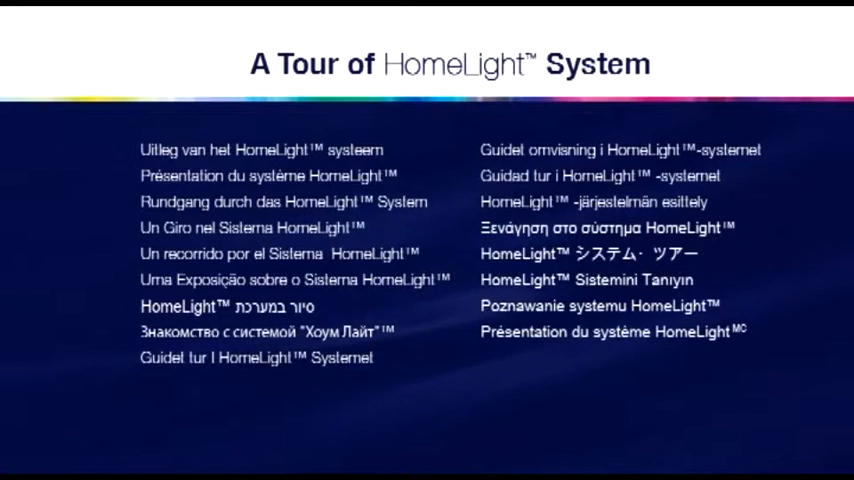 A Tour of HomeLight™ System
Uitleg van het HomeLight™ systeem
Présentation du système HomeLight™
Rundgang durch das HomeLight™ System
Un Giro nel Sistema HomeLight™
Un recorrido por el Sistema HomeLight™
Uma Exposição sobre o Sistema HomeLight™
סיור במערכת HomeLight™
Знакомство с системой "Хоум Лайт"™
Guidet tur I HomeLight™ Systemet
Guidet omvisning i HomeLight™-systemet
Guidad tur i HomeLight™ -systemet
HomeLight™ -järjestelmän esittely
Ξενάγηση στο σύστημα HomeLight™
HomeLight™ システム・ツアー
HomeLight™ Sistemini Tanıyın
Poznawanie systemu HomeLight™
Présentation du système HomeLightᴹᶜ